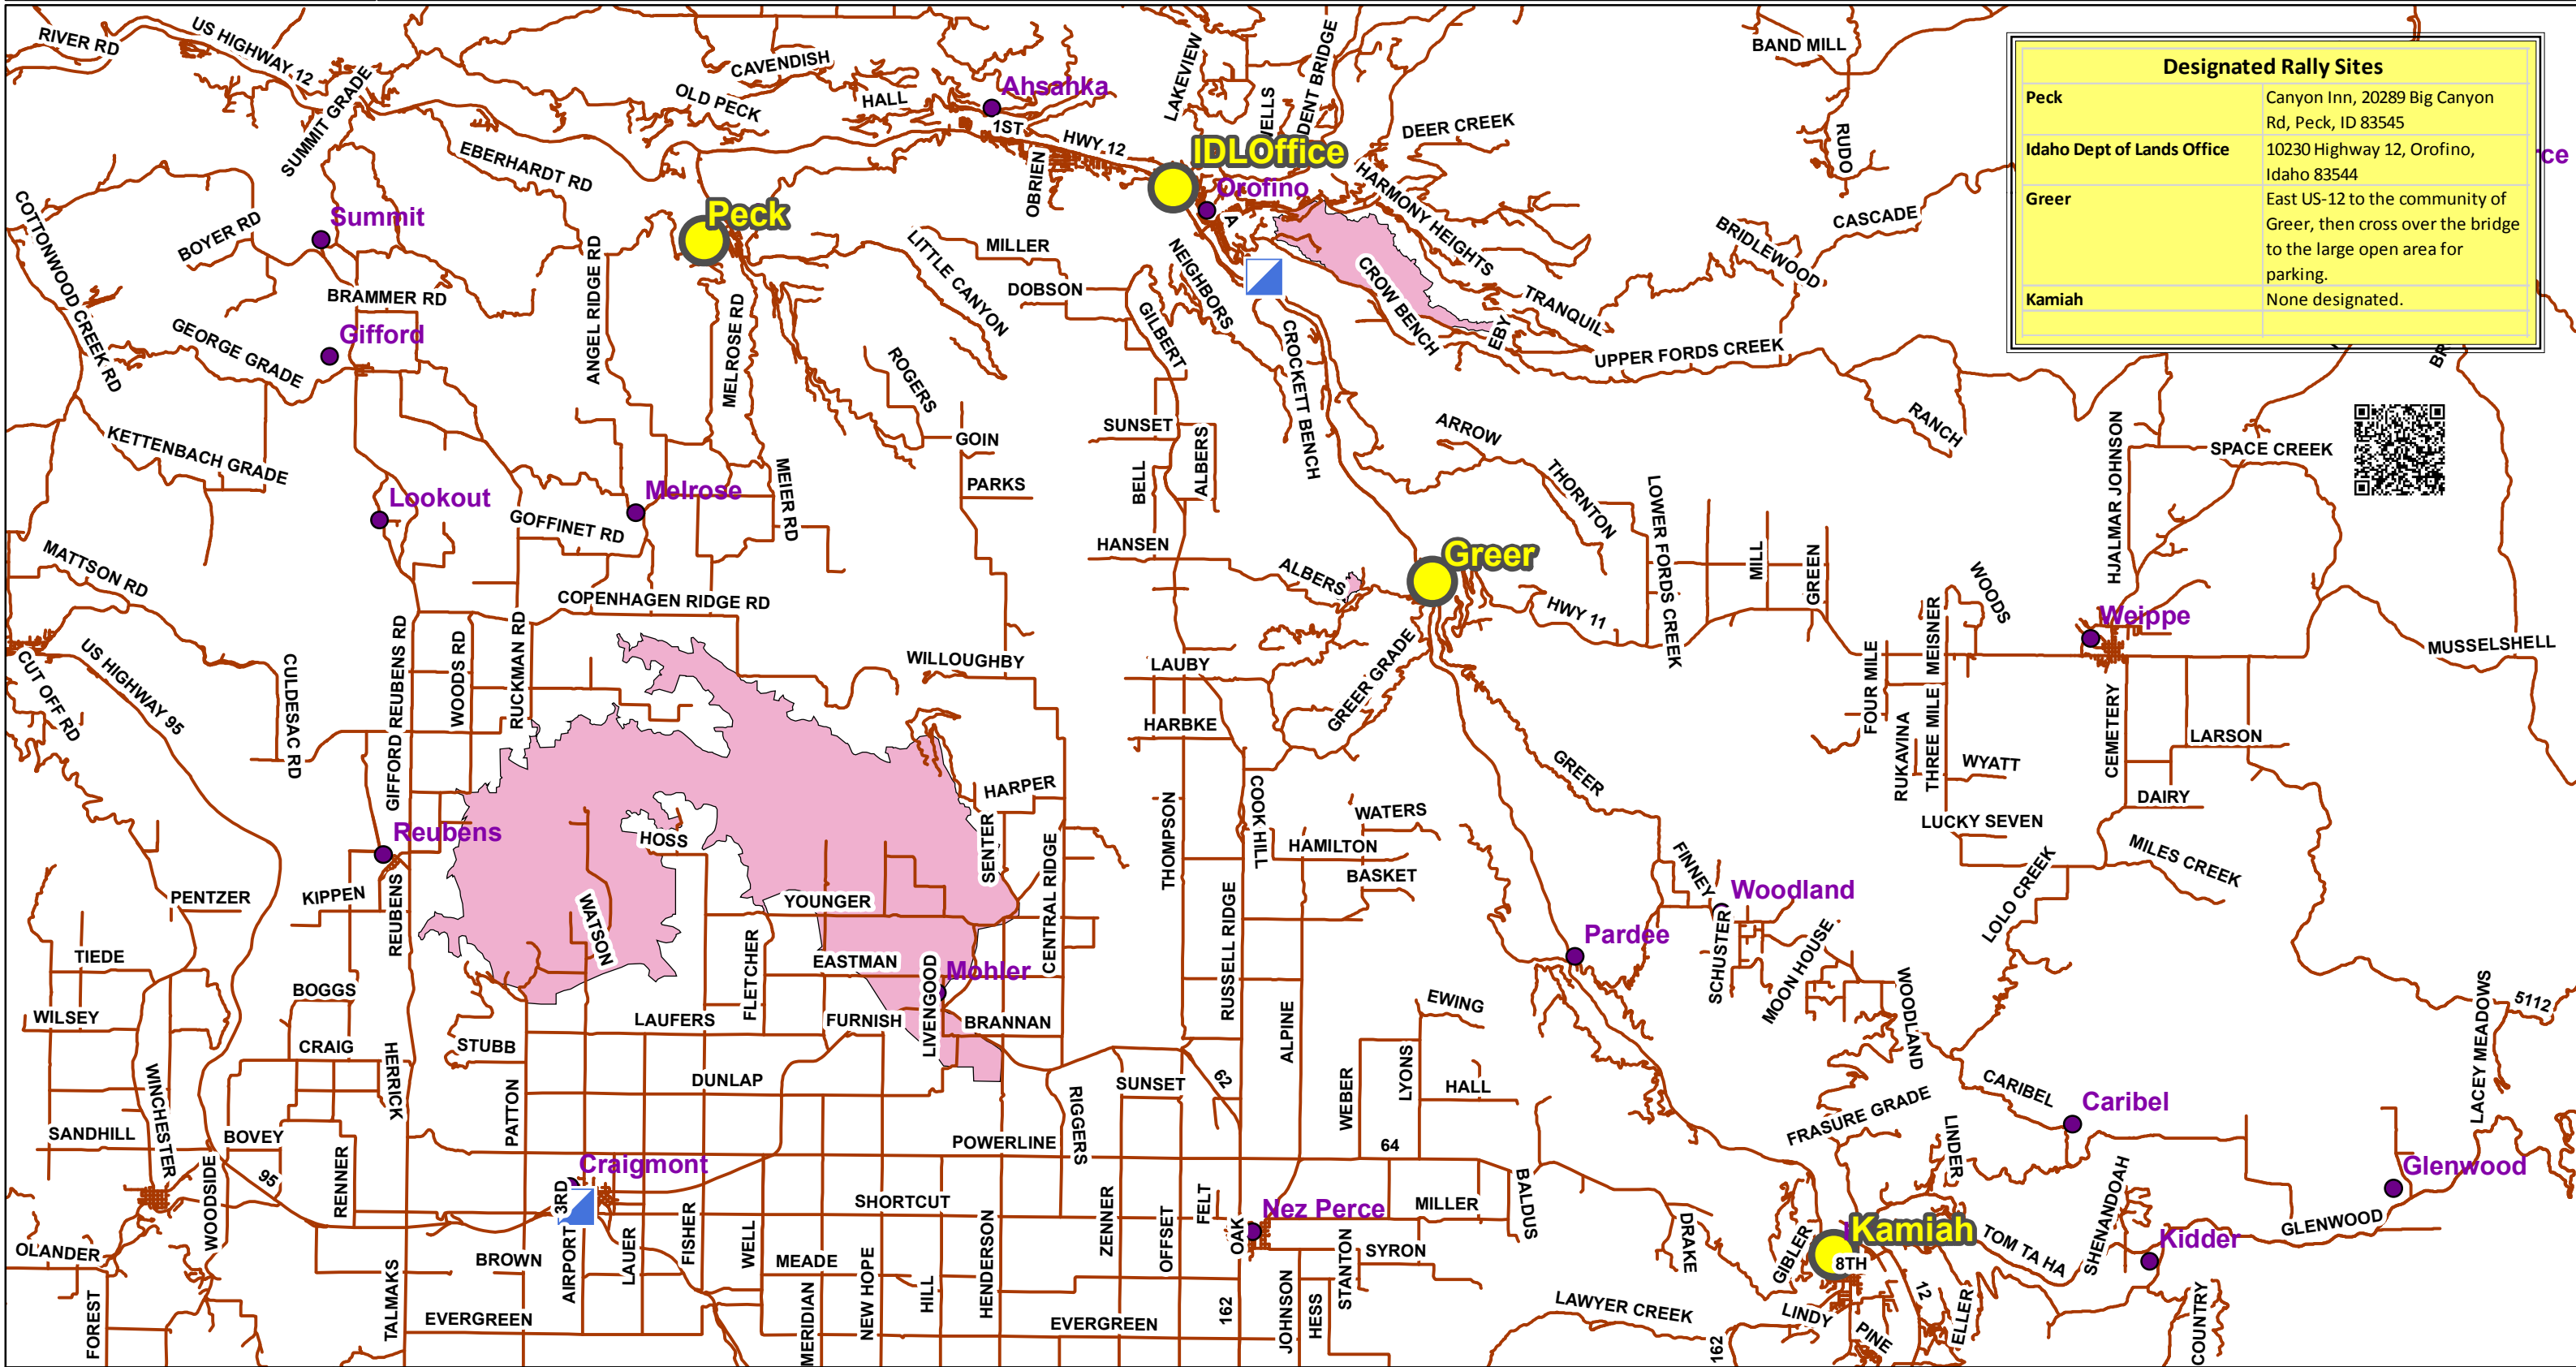 RIVER RD
US HIGHWAY 12
SUMMIT GRADE
CAVENDISH
OLD PECK
HALL
Ahsahka
1ST
HWY 12
LAKEVIEW
DENT BRIDGE
DEER CREEK
BAND MILL
RUDO
Designated Rally Sites
Peck
Canyon Inn, 20289 Big Canyon
Rd, Peck, ID 83545
Idaho Dept of Lands Office
10230 Highway 12, Orofino,
Idaho 83544
Greer
East US-12 to the community of
Greer, then cross over the bridge
to the large open area for
parking.
Kamiah
None designated.
EBERHARDT RD
OBRIEN
IDLOffice
Orofino
A
HARMONY HEIGHTS
COTTONWOOD CREEK RD
BOYER RD
Summit
Peck
ANGEL RIDGE RD
LITTLE CANYON
MILLER
DOBSON
NEIGHBORS
CROW BENCH
BRIDLEWOOD
CASCADE
BRAMMER RD
Gifford
GEORGE GRADE
MELROSE RD
ROGERS
GILBERT
CROCKETT BENCH
EBY
TRANQUIL
UPPER FORDS CREEK
KETTENBACH GRADE
GOIN
PARKS
SUNSET
BELL
ALBERS
ARROW
THORNTON
RANCH
HJALMAR JOHNSON
SPACE CREEK
Lookout
Melrose
MEIER RD
GOFFINET RD
HANSEN
ALBERS
Greer
LOWER FORDS CREEK
MILL
GREEN
WOODS
MATTSON RD
COPENHAGEN RIDGE RD
HWY 11
Weippe
MUSSELSHELL
CUT OFF RD
US HIGHWAY 95
CULDESAC RD
GIFFORD REUBENS RD
WOODS RD
RUCKMAN RD
WILLOUGHBY
LAUBY
HARBKE
GREER GRADE
GREER
FOUR MILE
RUKAVINA
THREE MILE
MEISNER
WYATT
CEMETERY
LARSON
DAIRY
LUCKY SEVEN
MILES CREEK
LOLO CREEK
Reubens
HOSS
HARPER
SENTER
CENTRAL RIDGE
THOMPSON
COOK HILL
WATERS
HAMILTON
BASKET
FINNEY
Woodland
PENTZER
KIPPEN
REUBENS
WATSON
YOUNGER
FLETCHER
EASTMAN
LIVENGOOD
Mohler
RUSSELL RIDGE
Pardee
SCHUSTER
MOON HOUSE
WOODLAND
TIEDE
WILSEY
BOGGS
CRAIG
HERRICK
STUBB
LAUFERS
FURNISH
BRANNAN
ALPINE
EWING
LYONS
WEBER
HALL
5112
LACEY MEADOWS
WINCHESTER
PATTON
DUNLAP
RIGGERS
SUNSET
62
CARIBEL
Caribel
FRASURE GRADE
LINDER
SANDHILL
BOVEY
WOODSIDE
95
RENNER
Craigmont
3RD
POWERLINE
64
SHORTCUT
FISHER
ZENNER
OFFSET
FELT
OAK
Nez Perce
MILLER
BALDUS
DRAKE
GIBLER
Kamiah
8TH
TOM TA HA
SHENANDOAH
Kidder
GLENWOOD
Glenwood
OLANDER
FOREST
TALMAKS
BROWN
AIRPORT
LAUER
WELL
MEADE
MERIDIAN
NEW HOPE
HILL
HENDERSON
EVERGREEN
EVERGREEN
162
JOHNSON
HESS
STANTON
SYRON
LAWYER CREEK
162
LINDY
PINE
12
COUNTRY